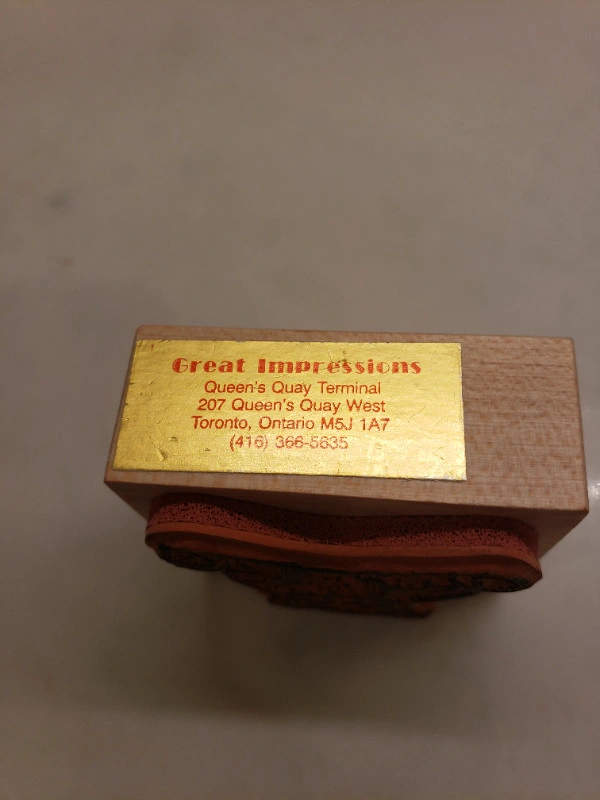 Great Impressions
Queen's Quay Terminal
207 Queen's Quay West
Toronto, Ontario M5J 1A7
(416) 366-5635